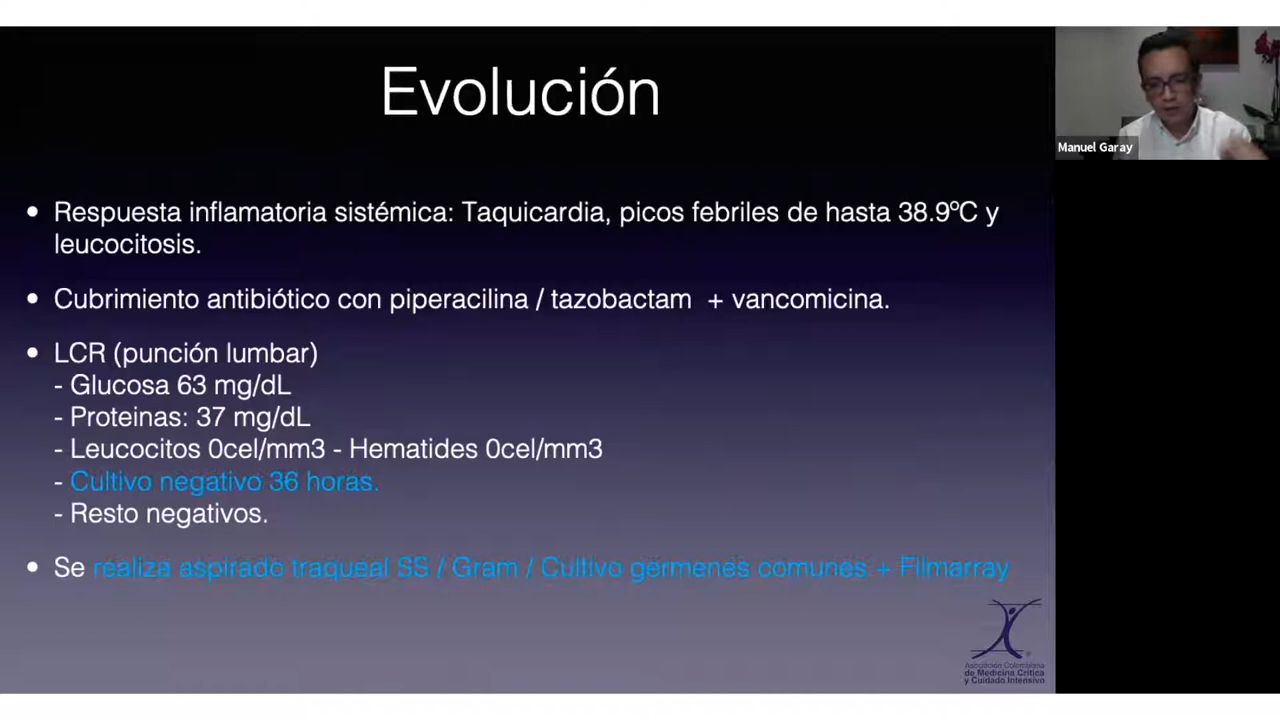 Evolución
Manuel Garay
• Respuesta inflamatoria sistémica: Taquicardia, picos febriles de hasta 38.9ºC y
leucocitosis.
• Cubrimiento antibiótico con piperacilina / tazobactam + vancomicina.
• LCR (punción lumbar)
- Glucosa 63 mg/dL
- Proteinas: 37 mg/dL
- Leucocitos 0cel/mm3 - Hematides 0cel/mm3
- Cultivo negativo 36 horas.
- Resto negativos.
• Se realiza aspirado traqueal SS / Gram / Cultivo gérmenes comunes + Filmarray
Asociación Colombiana
de Medicina Crítica
y Cuidado Intensivo